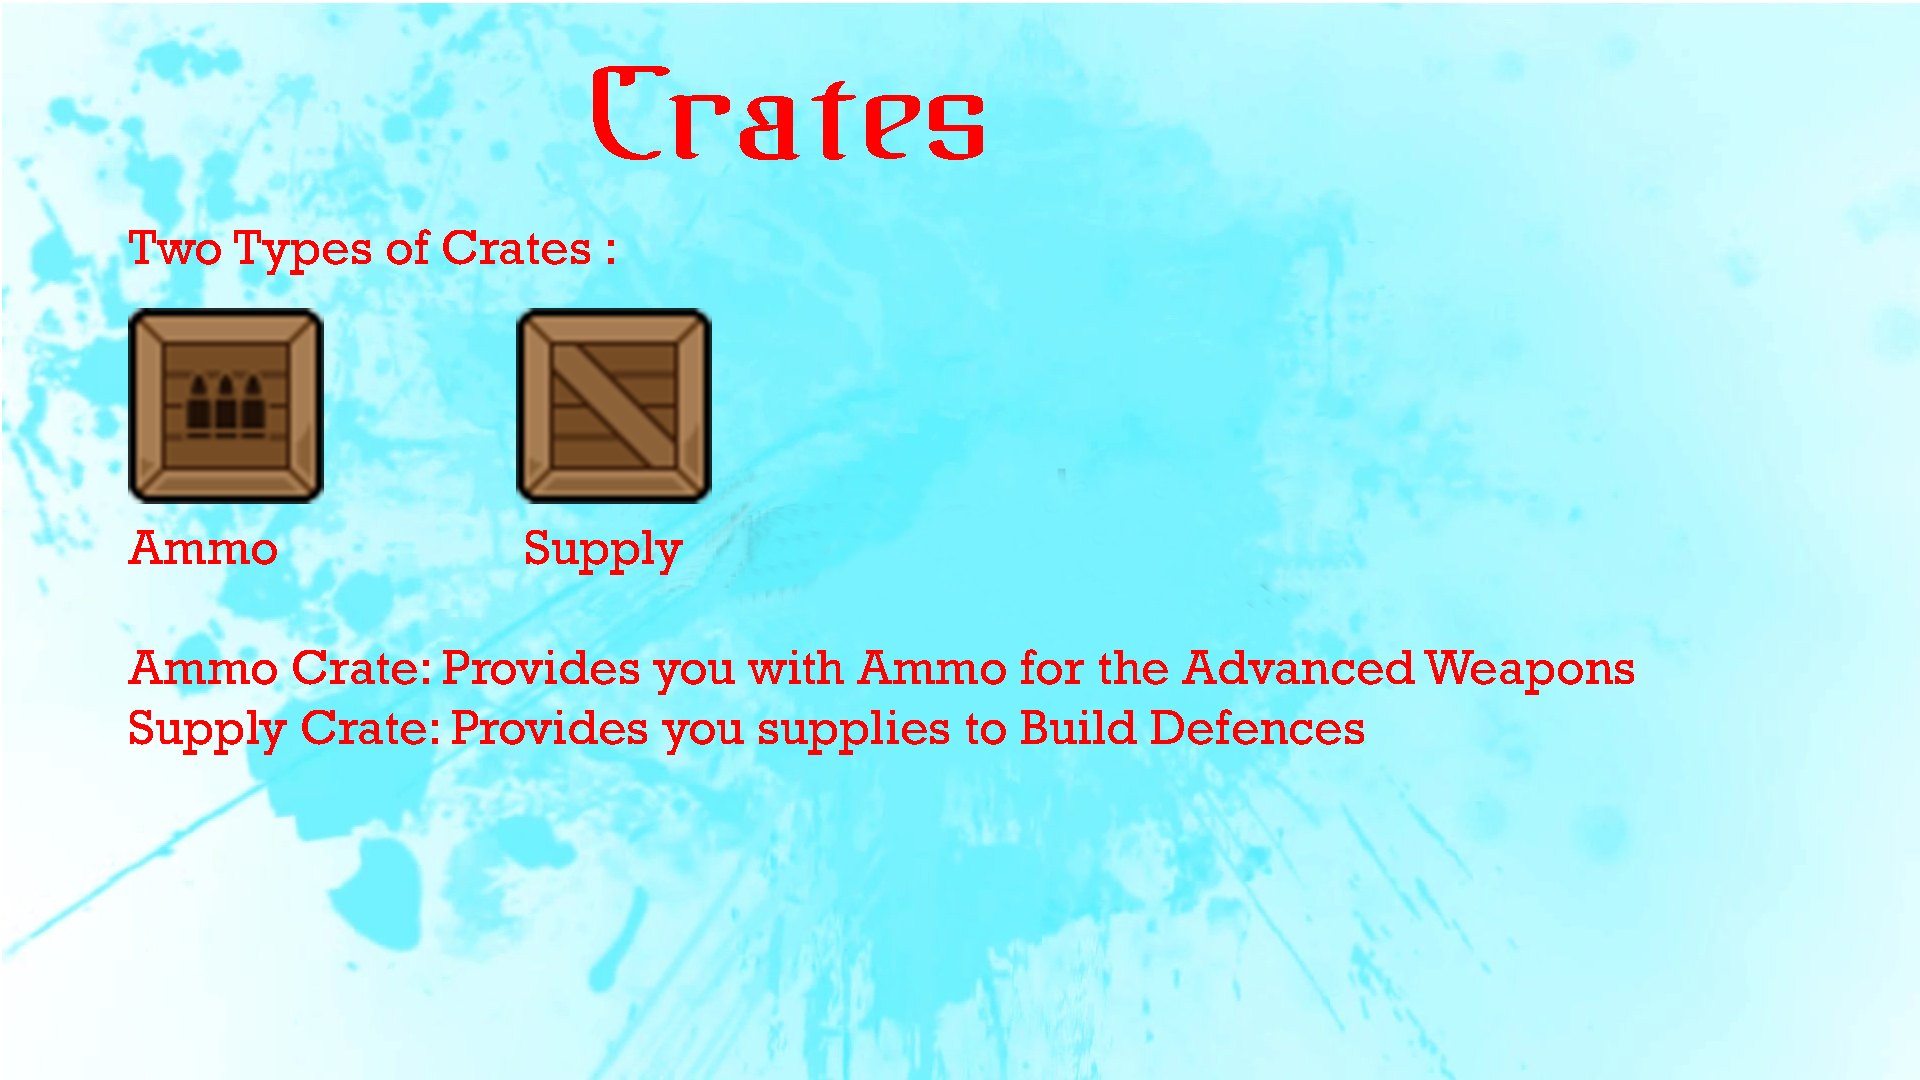 Crates
Two Types of Crates :
Ammo Supply
Ammo Crate: Provides you with Ammo for the Advanced Weapons
Supply Crate: Provides you supplies to Build Defences